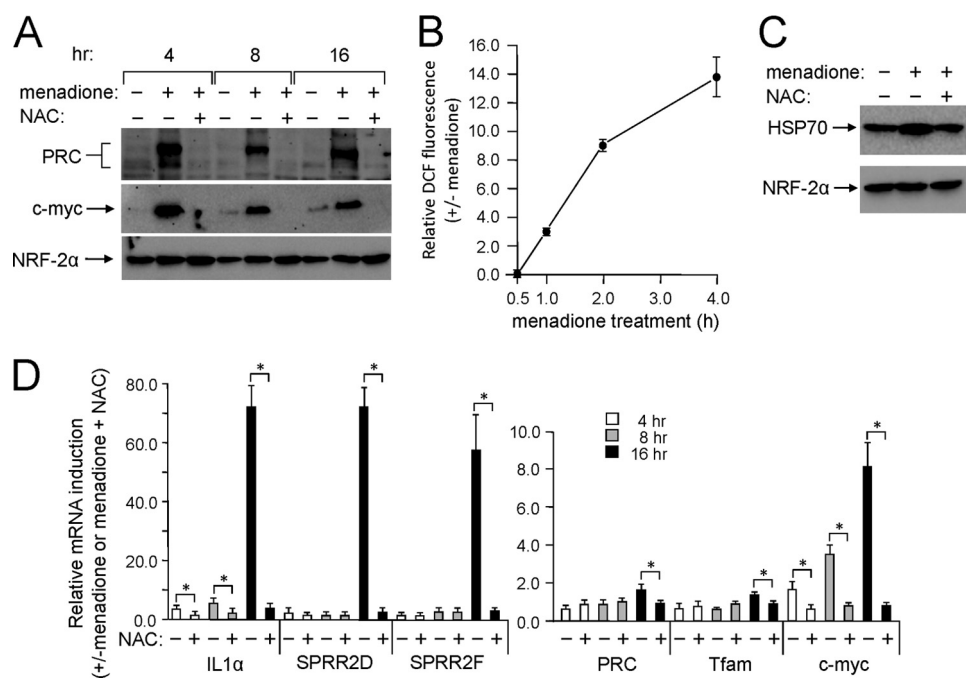 A
hr: 4 8 16
menadione: – + + – + + – + +
NAC: – – + – – + – – +
PRC
c-myc
NRF-2α
B
Relative DCF fluorescence
(+/- menadione)
16.0
14.0
12.0
10.0
8.0
6.0
4.0
2.0
0.0
0.5 1.0 2.0 3.0 4.0
menadione treatment (h)
C
menadione: – + +
NAC: – – +
HSP70
NRF-2α
D
Relative mRNA induction
(+/-menadione or menadione + NAC)
80.0
60.0
40.0
20.0
0.0
* * * * *
NAC: – + – + – + – + – + – + – + – + – +
IL1α SPRR2D SPRR2F
4 hr
8 hr
16 hr
10.0
8.0
6.0
4.0
2.0
0.0
* * * * *
– + – + – + – + – + – + – + – + – +
PRC Tfam c-myc